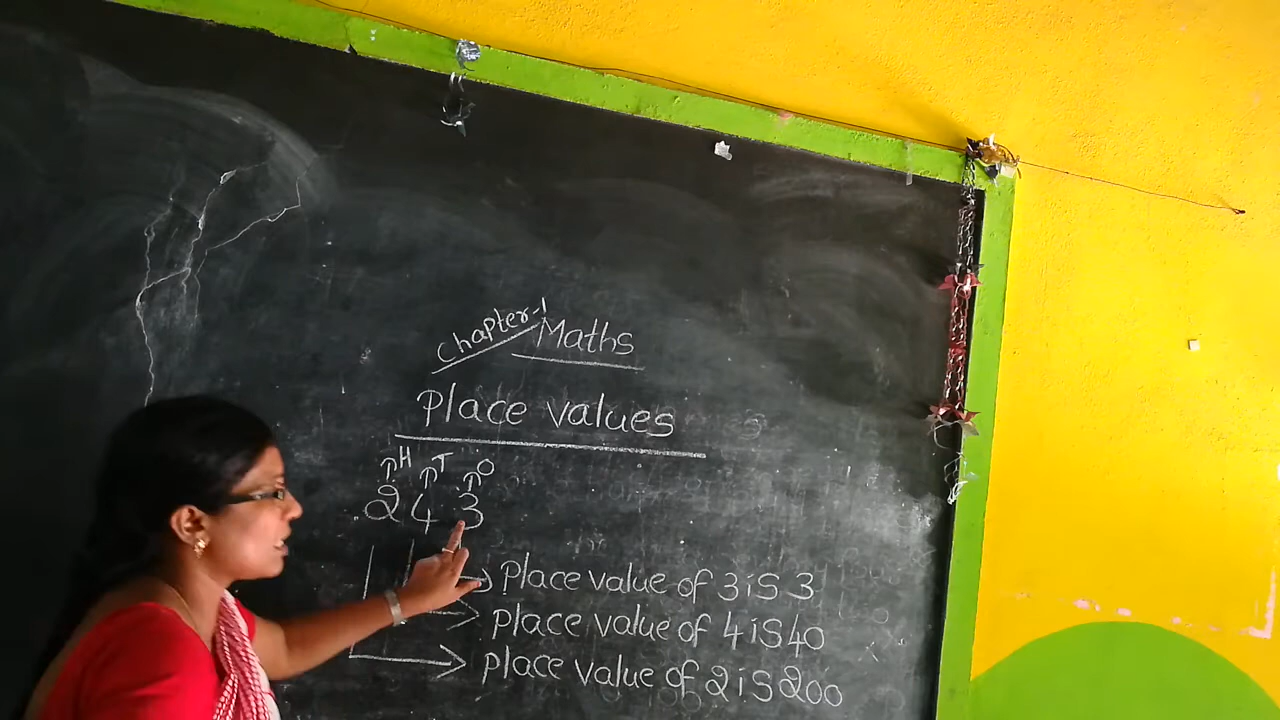 Chapter-1
Maths
Place values
H T O
2 4 3
Place value of 3 is 3
Place value of 4 is 40
Place value of 2 is 200